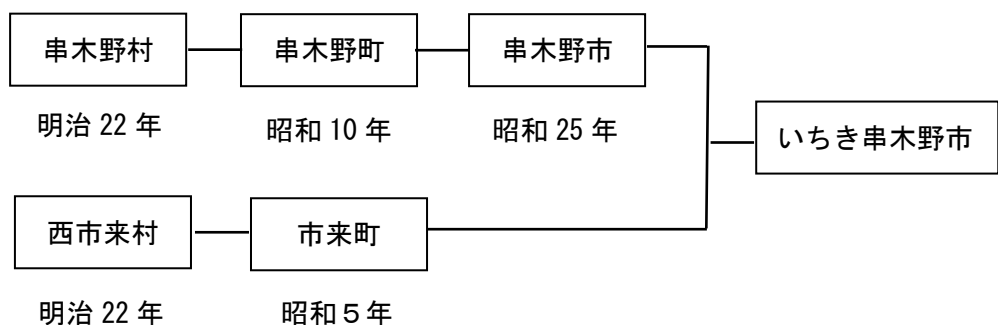 串木野村
串木野町
串木野市
明治 22 年
昭和 10 年
昭和 25 年
いちき串木野市
西市来村
市来町
明治 22 年
昭和５年